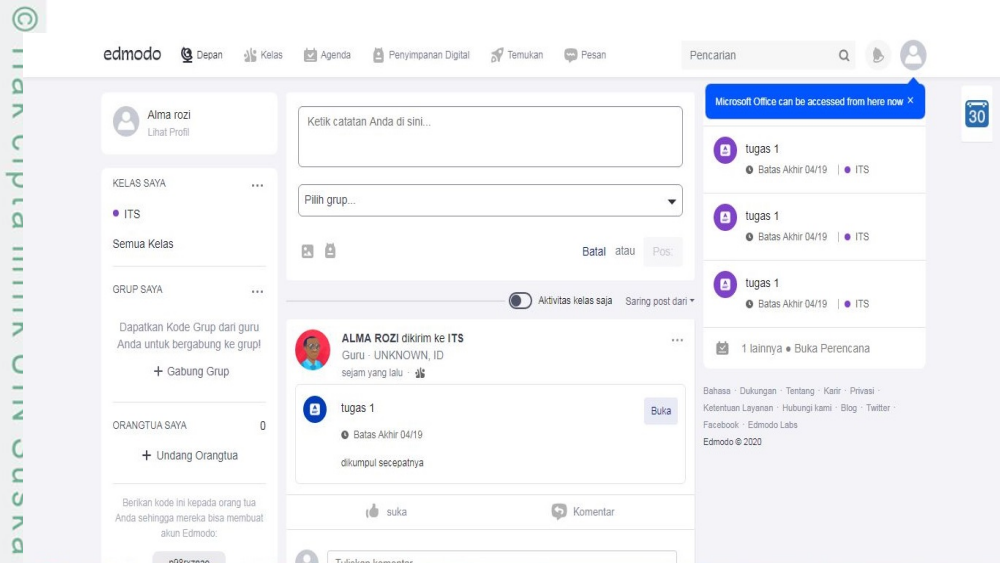 © Hak cipta milik UIN Suska
edmodo
Depan
Kelas
Agenda
Penyimpanan Digital
Temukan
Pesan
Pencarian
Alma rozi
Lihat Profil
KELAS SAYA
ITS
Semua Kelas
GRUP SAYA
Dapatkan Kode Grup dari guru
Anda untuk bergabung ke grup!
+ Gabung Grup
ORANGTUA SAYA 0
+ Undang Orangtua
Berikan kode ini kepada orang tua
Anda sehingga mereka bisa membuat
akun Edmodo:
Ketik catatan Anda di sini...
Pilih grup...
Batal atau Pos:
Aktivitas kelas saja
Saring post dari
ALMA ROZI dikirim ke ITS
Guru · UNKNOWN, ID
sejam yang lalu ·
tugas 1
Buka
Batas Akhir 04/19
dikumpul secepatnya
suka
Komentar
Tuliskan komentar
Microsoft Office can be accessed from here now ×
30
tugas 1
Batas Akhir 04/19 | ● ITS
tugas 1
Batas Akhir 04/19 | ● ITS
tugas 1
Batas Akhir 04/19 | ● ITS
1 lainnya ● Buka Perencana
Bahasa · Dukungan · Tentang · Karir · Privasi ·
Ketentuan Layanan · Hubungi kami · Blog · Twitter ·
Facebook · Edmodo Labs
Edmodo © 2020